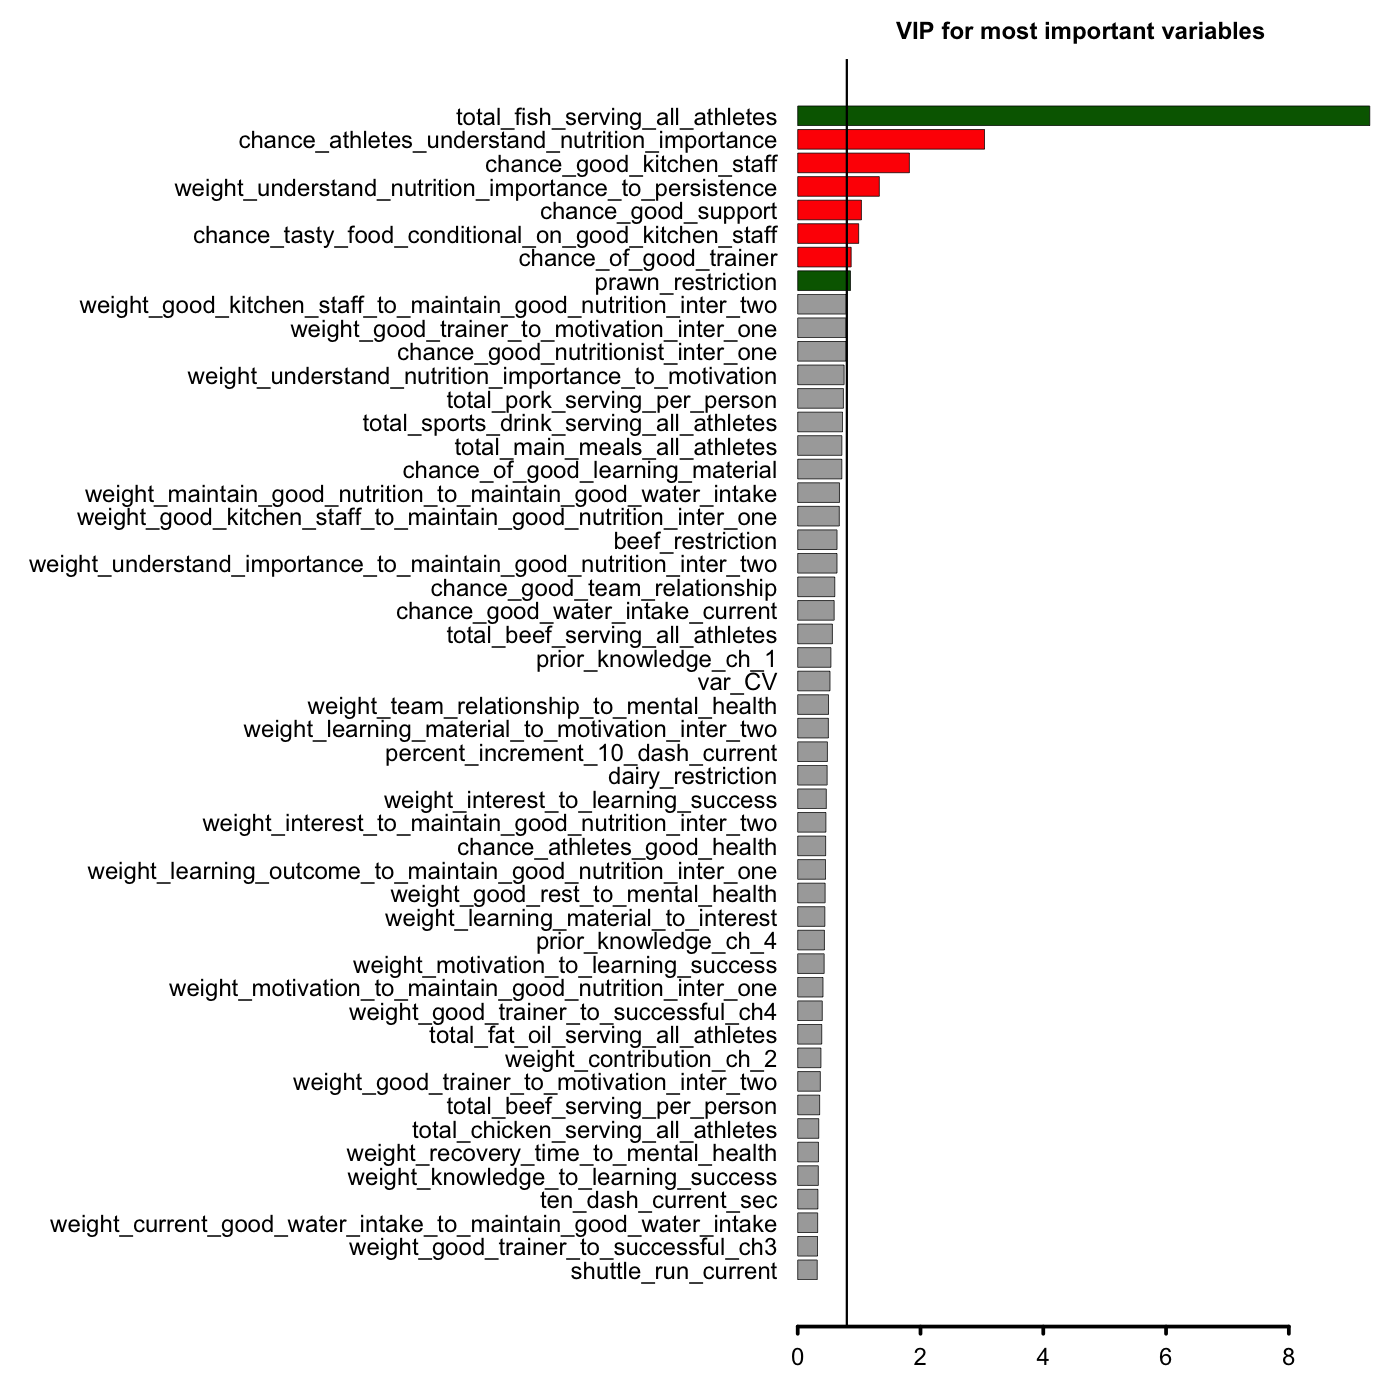 VIP for most important variables
total_fish_serving_all_athletes
chance_athletes_understand_nutrition_importance
chance_good_kitchen_staff
weight_understand_nutrition_importance_to_persistence
chance_good_support
chance_tasty_food_conditional_on_good_kitchen_staff
chance_of_good_trainer
prawn_restriction
weight_good_kitchen_staff_to_maintain_good_nutrition_inter_two
weight_good_trainer_to_motivation_inter_one
chance_good_nutritionist_inter_one
weight_understand_nutrition_importance_to_motivation
total_pork_serving_per_person
total_sports_drink_serving_all_athletes
total_main_meals_all_athletes
chance_of_good_learning_material
weight_maintain_good_nutrition_to_maintain_good_water_intake
weight_good_kitchen_staff_to_maintain_good_nutrition_inter_one
beef_restriction
weight_understand_importance_to_maintain_good_nutrition_inter_two
chance_good_team_relationship
chance_good_water_intake_current
total_beef_serving_all_athletes
prior_knowledge_ch_1
var_CV
weight_team_relationship_to_mental_health
weight_learning_material_to_motivation_inter_two
percent_increment_10_dash_current
dairy_restriction
weight_interest_to_learning_success
weight_interest_to_maintain_good_nutrition_inter_two
chance_athletes_good_health
weight_learning_outcome_to_maintain_good_nutrition_inter_one
weight_good_rest_to_mental_health
weight_learning_material_to_interest
prior_knowledge_ch_4
weight_motivation_to_learning_success
weight_motivation_to_maintain_good_nutrition_inter_one
weight_good_trainer_to_successful_ch4
total_fat_oil_serving_all_athletes
weight_contribution_ch_2
weight_good_trainer_to_motivation_inter_two
total_beef_serving_per_person
total_chicken_serving_all_athletes
weight_recovery_time_to_mental_health
weight_knowledge_to_learning_success
ten_dash_current_sec
weight_current_good_water_intake_to_maintain_good_water_intake
weight_good_trainer_to_successful_ch3
shuttle_run_current
0 2 4 6 8